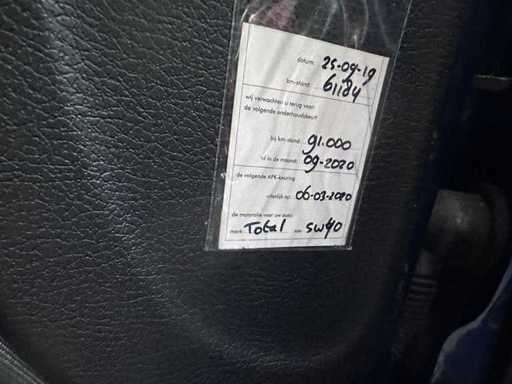 datum: 25-09-19
km-stand: 61184
wij verwachten u terug voor
de volgende onderhoudsbeurt
bij km-stand: 91.000
of in de maand: 09-2020
de volgende APK-keuring
uiterlijk op: 06-03-2020
de motorolie voor uw auto:
merk Total 5W40